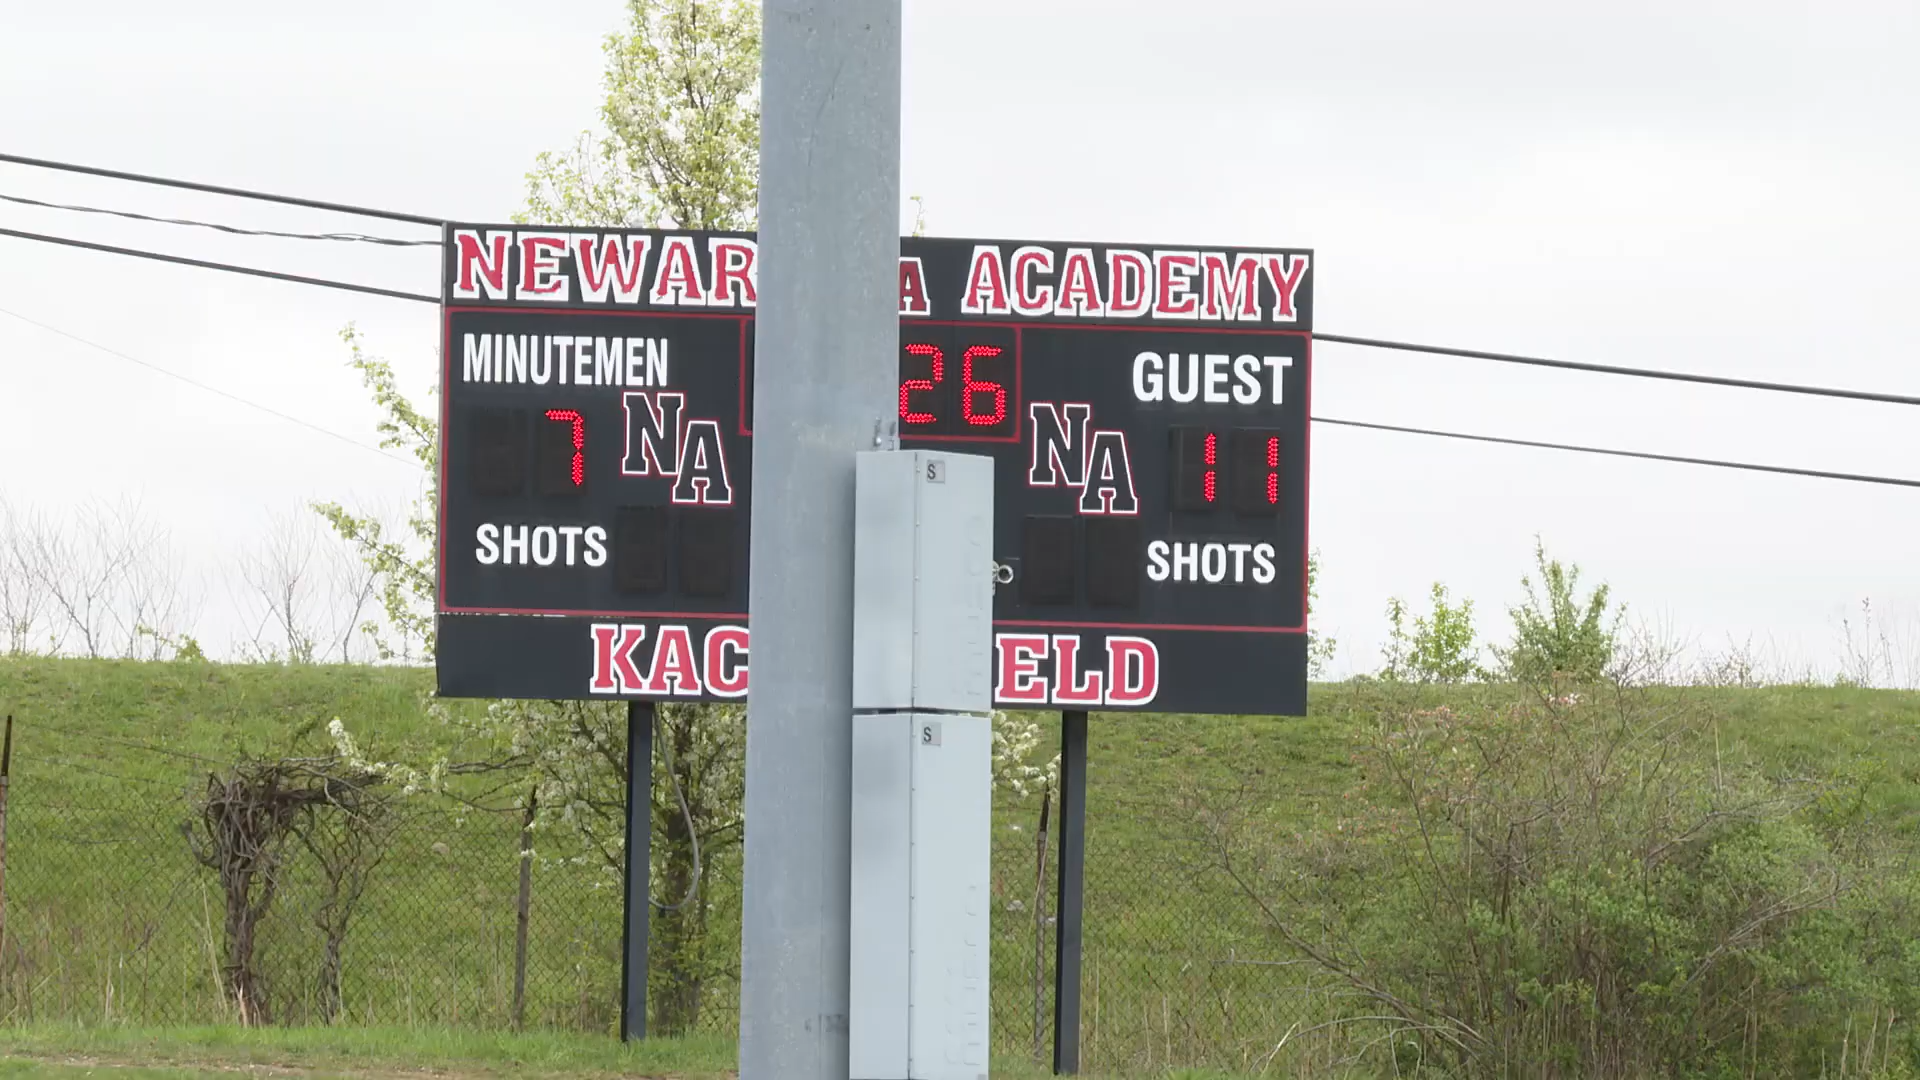 NEWAR A ACADEMY
MINUTEMEN 26 GUEST
7 NA NA 11
SHOTS SHOTS
KAC ELD
S
S